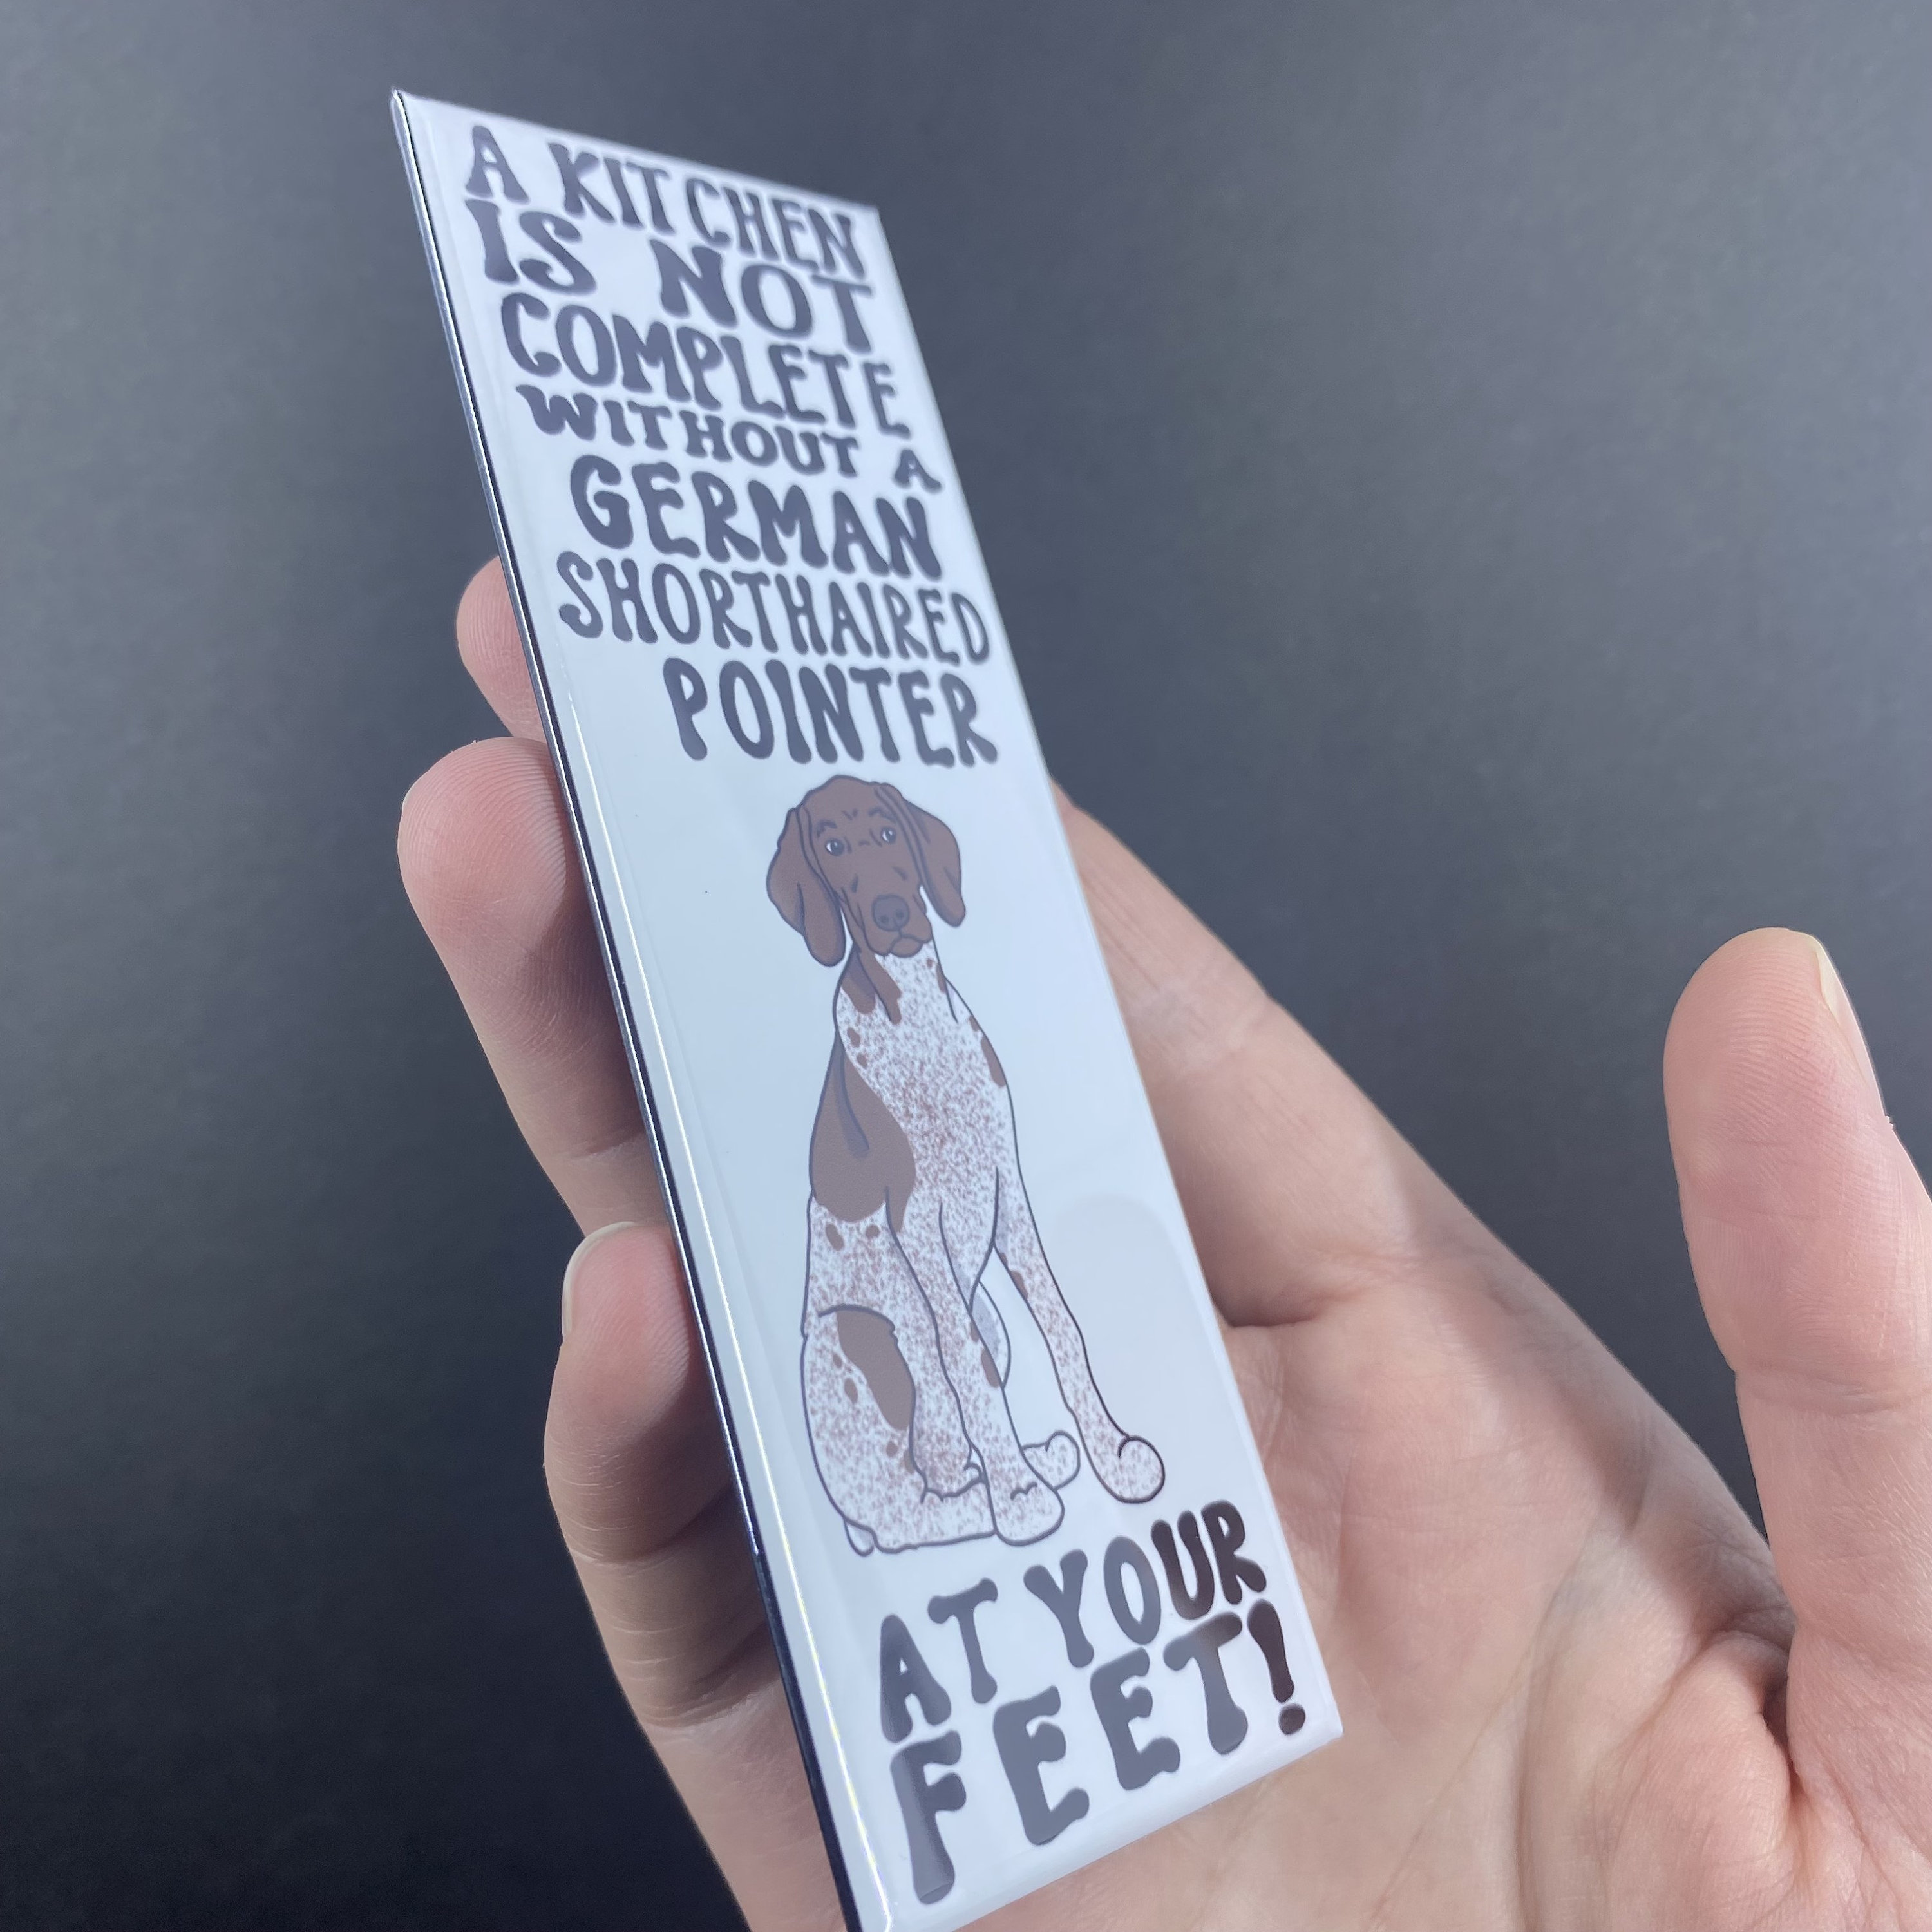 A KITCHEN
IS NOT
COMPLETE
WITHOUT A
GERMAN
SHORTHAIRED
POINTER
AT YOUR
FEET!